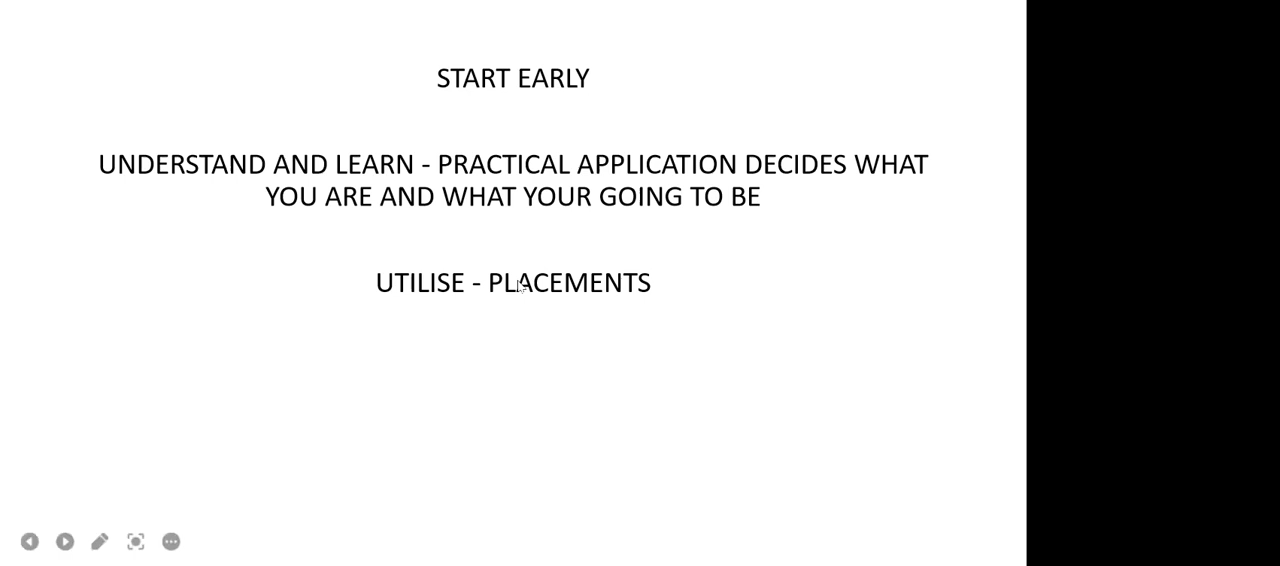 START EARLY
UNDERSTAND AND LEARN - PRACTICAL APPLICATION DECIDES WHAT
YOU ARE AND WHAT YOUR GOING TO BE
UTILISE - PLACEMENTS